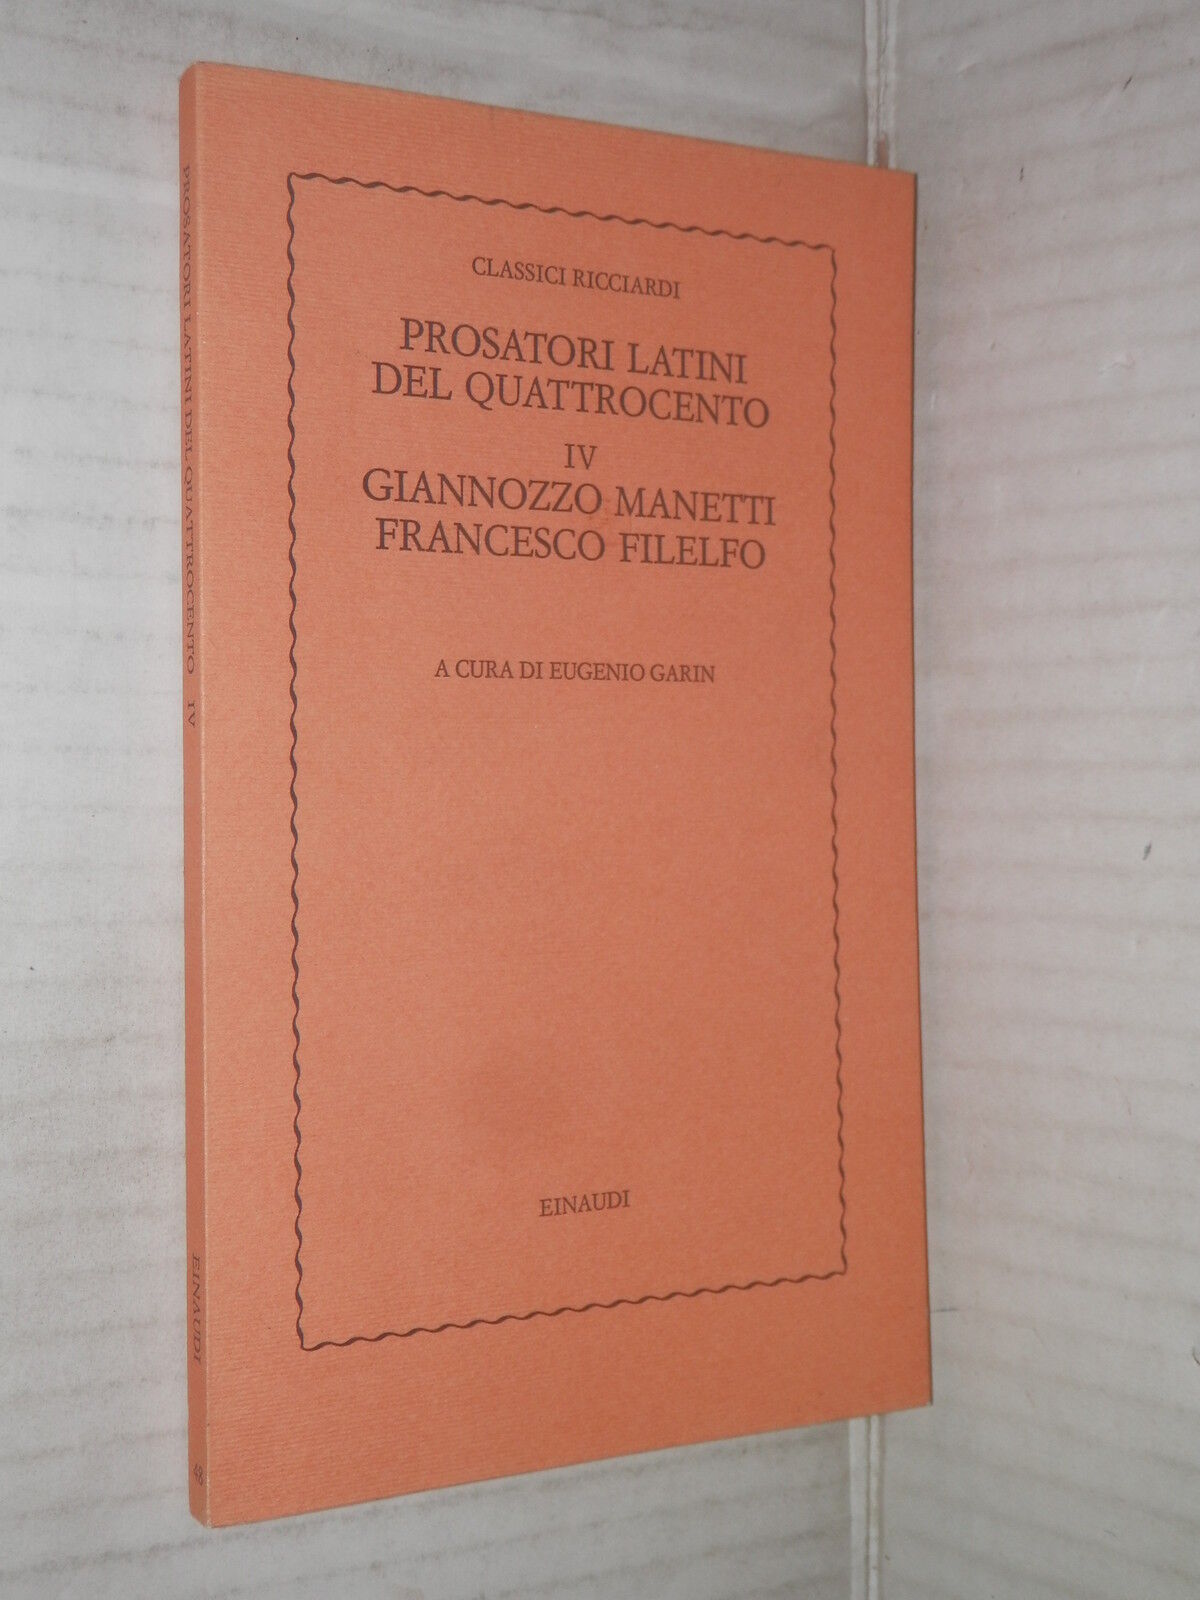 CLASSICI RICCIARDI
PROSATORI LATINI
DEL QUATTROCENTO
IV
GIANNOZZO MANETTI
FRANCESCO FILELFO
A CURA DI EUGENIO GARIN
EINAUDI
PROSATORI LATINI DEL QUATTROCENTO IV
EINAUDI
48